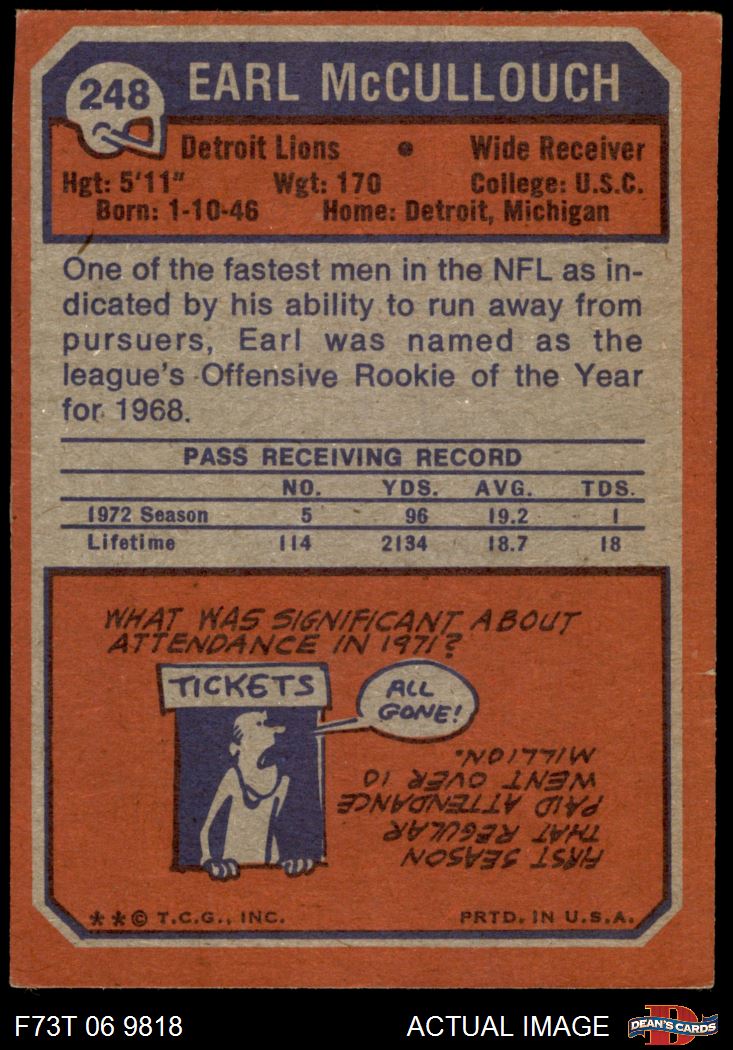 248
EARL McCULLOUCH
Detroit Lions • Wide Receiver
Hgt: 5'11" Wgt: 170 College: U.S.C.
Born: 1-10-46 Home: Detroit, Michigan
One of the fastest men in the NFL as in-
dicated by his ability to run away from
pursuers, Earl was named as the
league's Offensive Rookie of the Year
for 1968.
PASS RECEIVING RECORD
NO. YDS. AVG. TDS.
1972 Season 5 96 19.2 1
Lifetime 114 2134 18.7 18
WHAT WAS SIGNIFICANT ABOUT
ATTENDANCE IN 1971?
TICKETS
ALL
GONE!
FIRST SEASON
THAT REGULAR
PAID ATTENDANCE
WENT OVER 10
MILLION.
**© T.C.G., INC. PRTD. IN U.S.A.
F73T 06 9818 ACTUAL IMAGE
D
DEAN'S CARDS